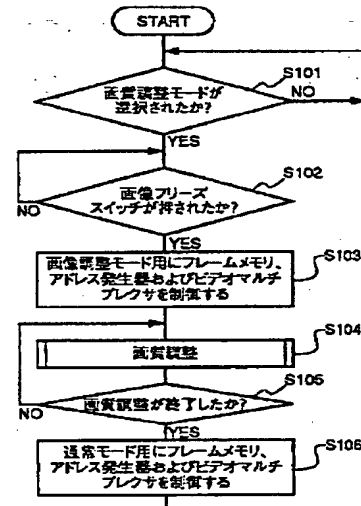 START
S101
画質調整モードが
選択されたか?
NO
YES
S102
画像フリーズ
スイッチが押されたか?
NO
YES
S103
画像調整モード用にフレームメモリ、
アドレス発生器およびビデオマルチ
プレクサを制御する
S104
画質調整
S105
画質調整が終了したか?
NO
YES
S106
通常モード用にフレームメモリ、
アドレス発生器およびビデオマルチ
プレクサを制御する